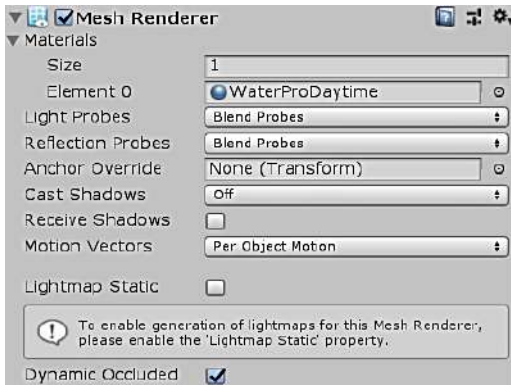 Mesh Renderer
Materials
Size 1
Element 0 WaterProDaytime
Light Probes Blend Probes
Reflection Probes Blend Probes
Anchor Override None (Transform)
Cast Shadows Off
Receive Shadows
Motion Vectors Per Object Motion
Lightmap Static
To enable generation of lightmaps for this Mesh Renderer,
please enable the 'Lightmap Static' property.
Dynamic Occluded